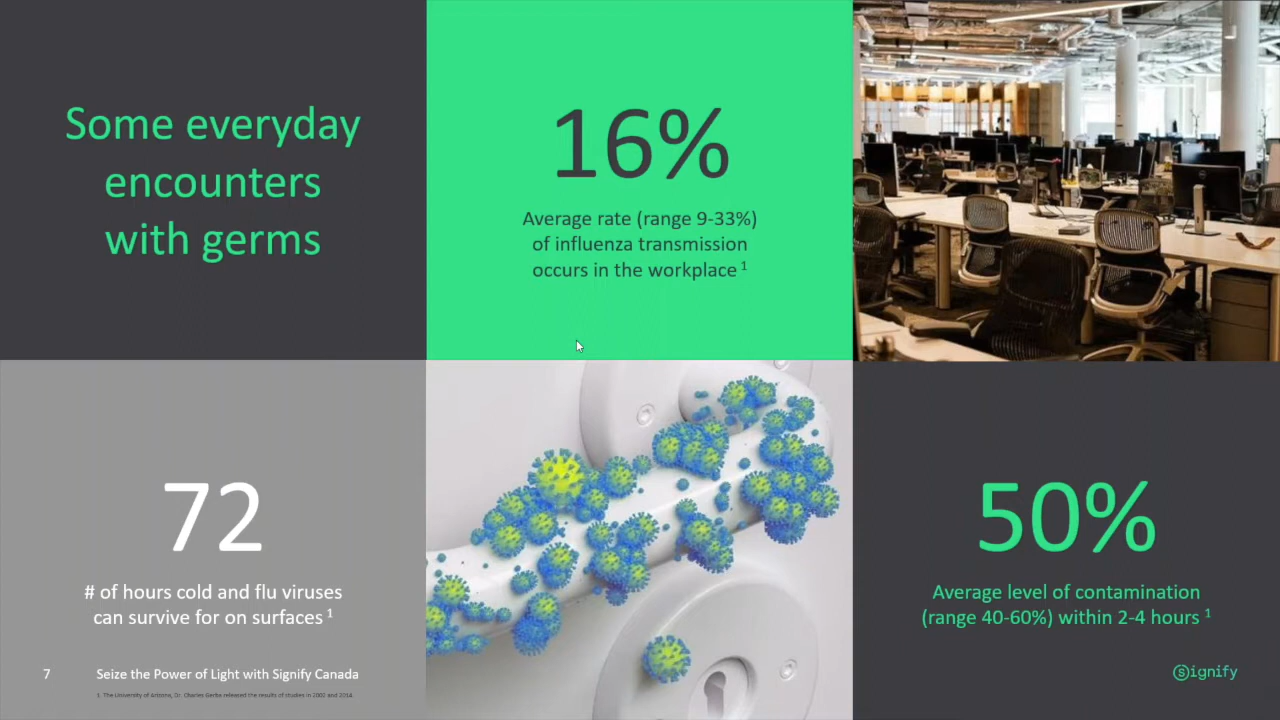 Some everyday
encounters
with germs
16%
Average rate (range 9-33%)
of influenza transmission
occurs in the workplace 1
72
# of hours cold and flu viruses
can survive for on surfaces 1
50%
Average level of contamination
(range 40-60%) within 2-4 hours 1
7 Seize the Power of Light with Signify Canada
1. The University of Arizona, Dr. Charles Gerba released the results of studies in 2002 and 2014.
signify